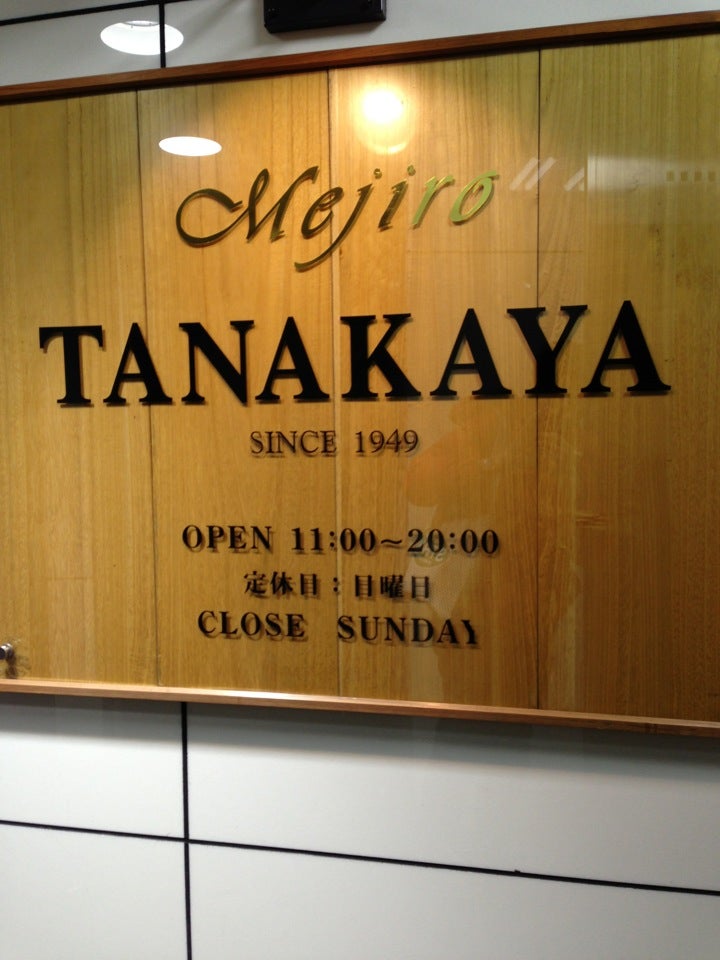 Mejiro
TANAKAYA
SINCE 1949
OPEN 11:00~20:00
定休日：日曜日
CLOSE SUNDAY